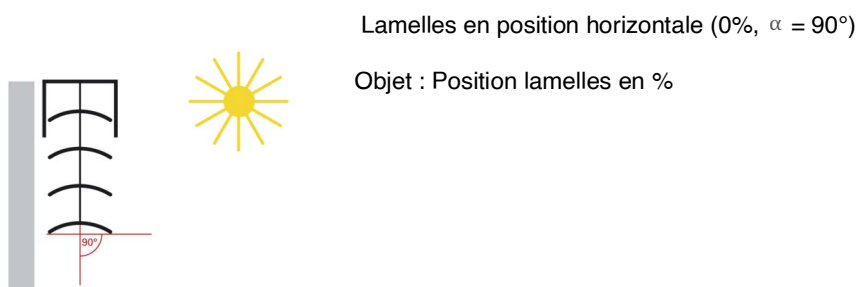 Lamelles en position horizontale (0%, α = 90°)
Objet : Position lamelles en %
90°